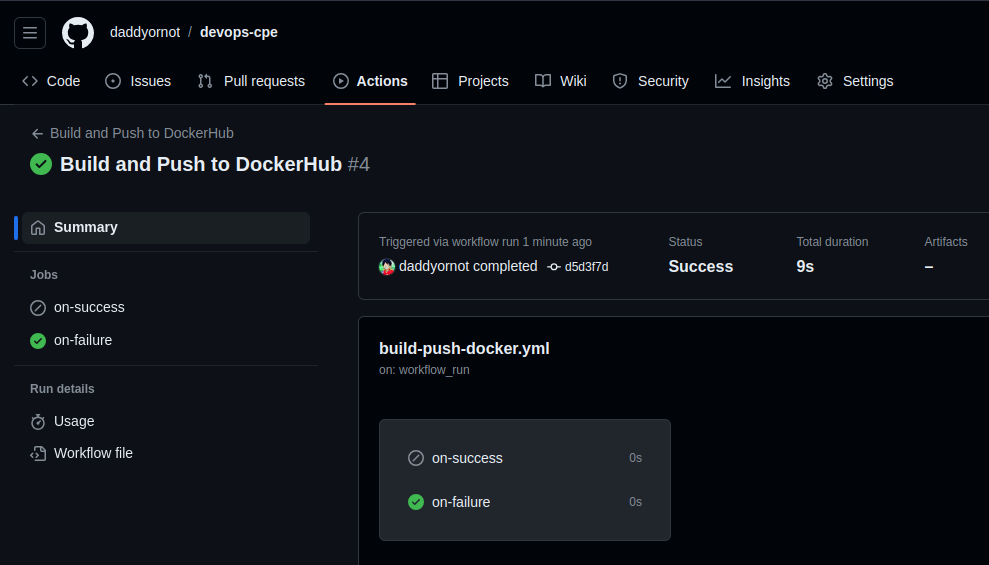 daddyornot / devops-cpe
Code Issues Pull requests Actions Projects Wiki Security Insights Settings
Build and Push to DockerHub
Build and Push to DockerHub #4
Summary
Jobs
on-success
on-failure
Run details
Usage
Workflow file
Triggered via workflow run 1 minute ago
daddyornot completed d5d3f7d
Status
Success
Total duration
9s
Artifacts
–
build-push-docker.yml
on: workflow_run
on-success 0s
on-failure 0s